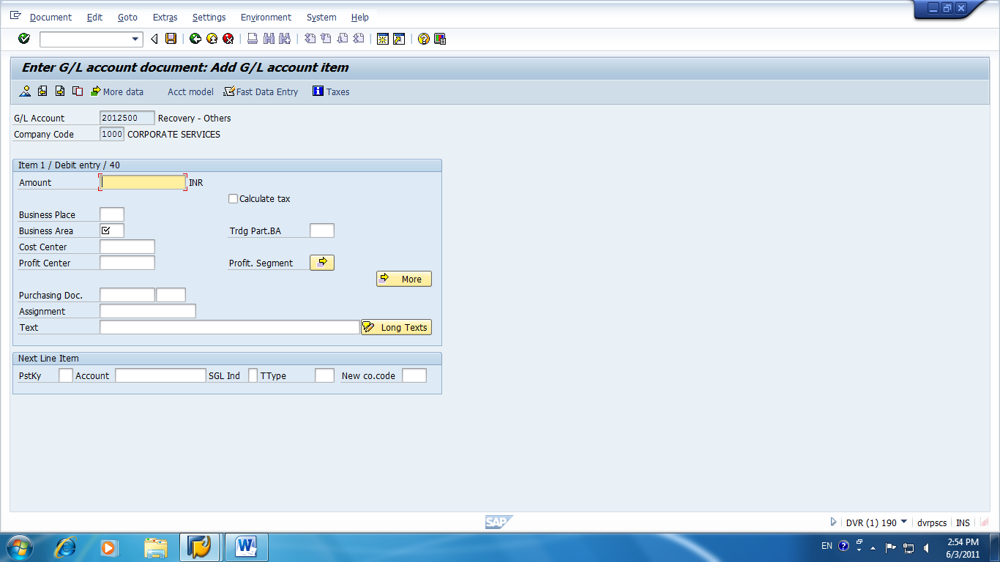 Document Edit Goto Extras Settings Environment System Help
Enter G/L account document: Add G/L account item
More data Acct model Fast Data Entry Taxes
G/L Account 2012500 Recovery - Others
Company Code 1000 CORPORATE SERVICES
Item 1 / Debit entry / 40
Amount INR
Calculate tax
Business Place
Business Area Trdg Part.BA
Cost Center
Profit Center Profit. Segment
More
Purchasing Doc.
Assignment
Text Long Texts
Next Line Item
PstKy Account SGL Ind TType New co.code
SAP DVR (1) 190 dvrpscs INS
EN 2:54 PM
6/3/2011